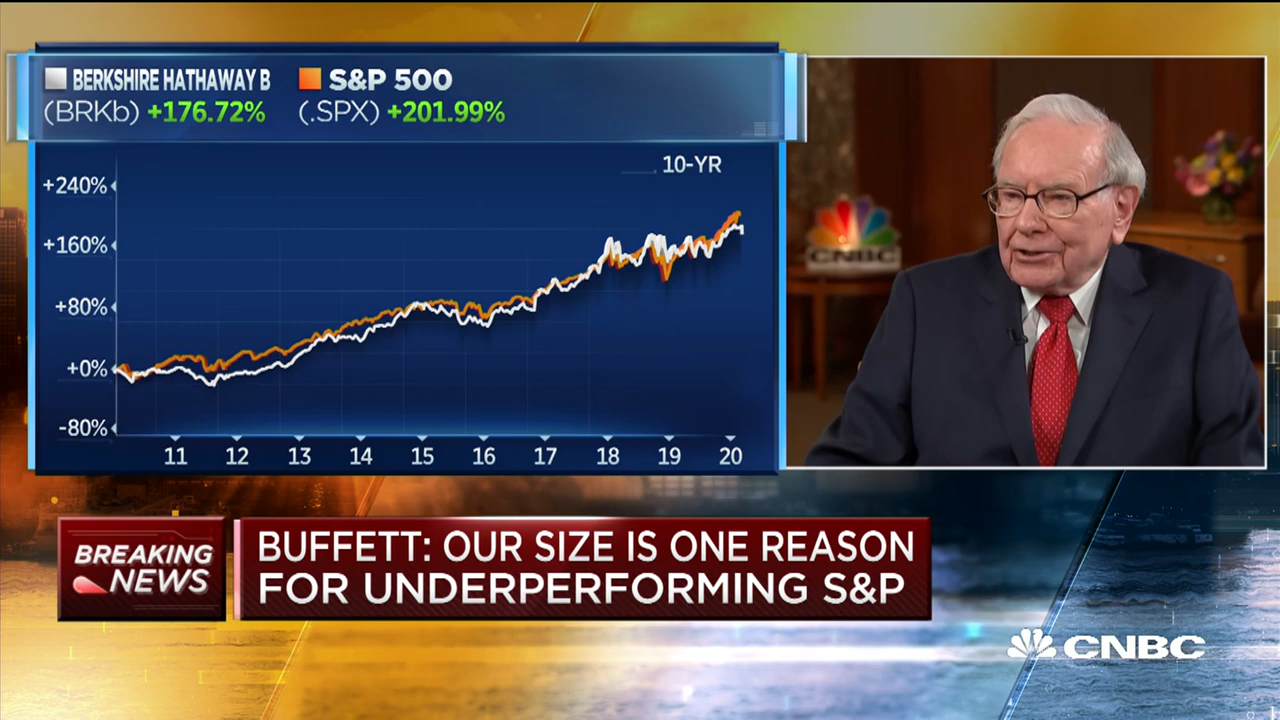 BERKSHIRE HATHAWAY B
(BRKb) +176.72%
S&P 500
(.SPX) +201.99%
10-YR
+240%
+160%
+80%
+0%
-80%
11 12 13 14 15 16 17 18 19 20
CNBC
BREAKING
NEWS
BUFFETT: OUR SIZE IS ONE REASON
FOR UNDERPERFORMING S&P
CNBC